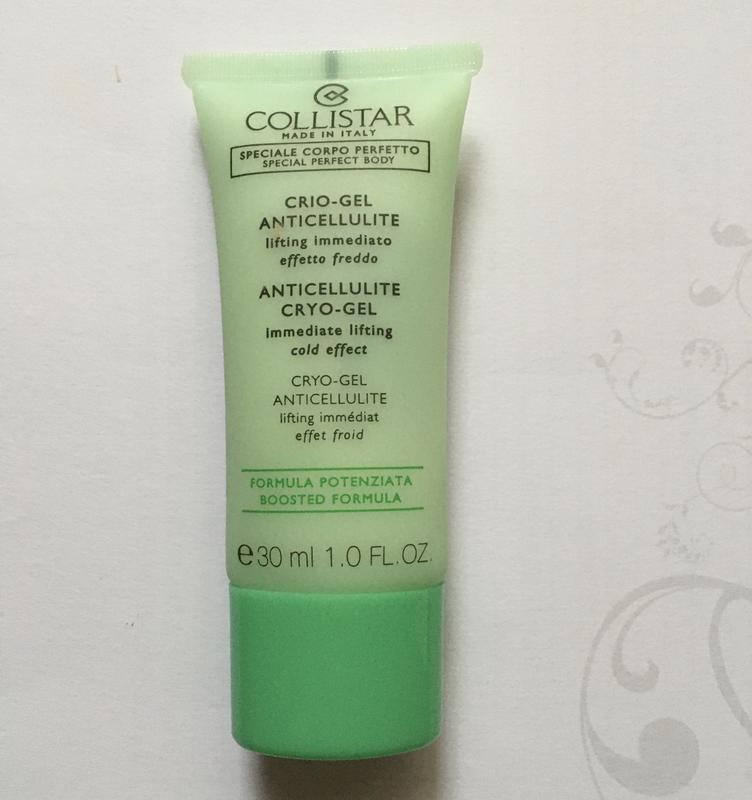 COLLISTAR
MADE IN ITALY
SPECIALE CORPO PERFETTO
SPECIAL PERFECT BODY
CRIO-GEL
ANTICELLULITE
lifting immediato
effetto freddo
ANTICELLULITE
CRYO-GEL
immediate lifting
cold effect
CRYO-GEL
ANTICELLULITE
lifting immédiat
effet froid
FORMULA POTENZIATA
BOOSTED FORMULA
℮30 ml 1.0 FL.OZ.